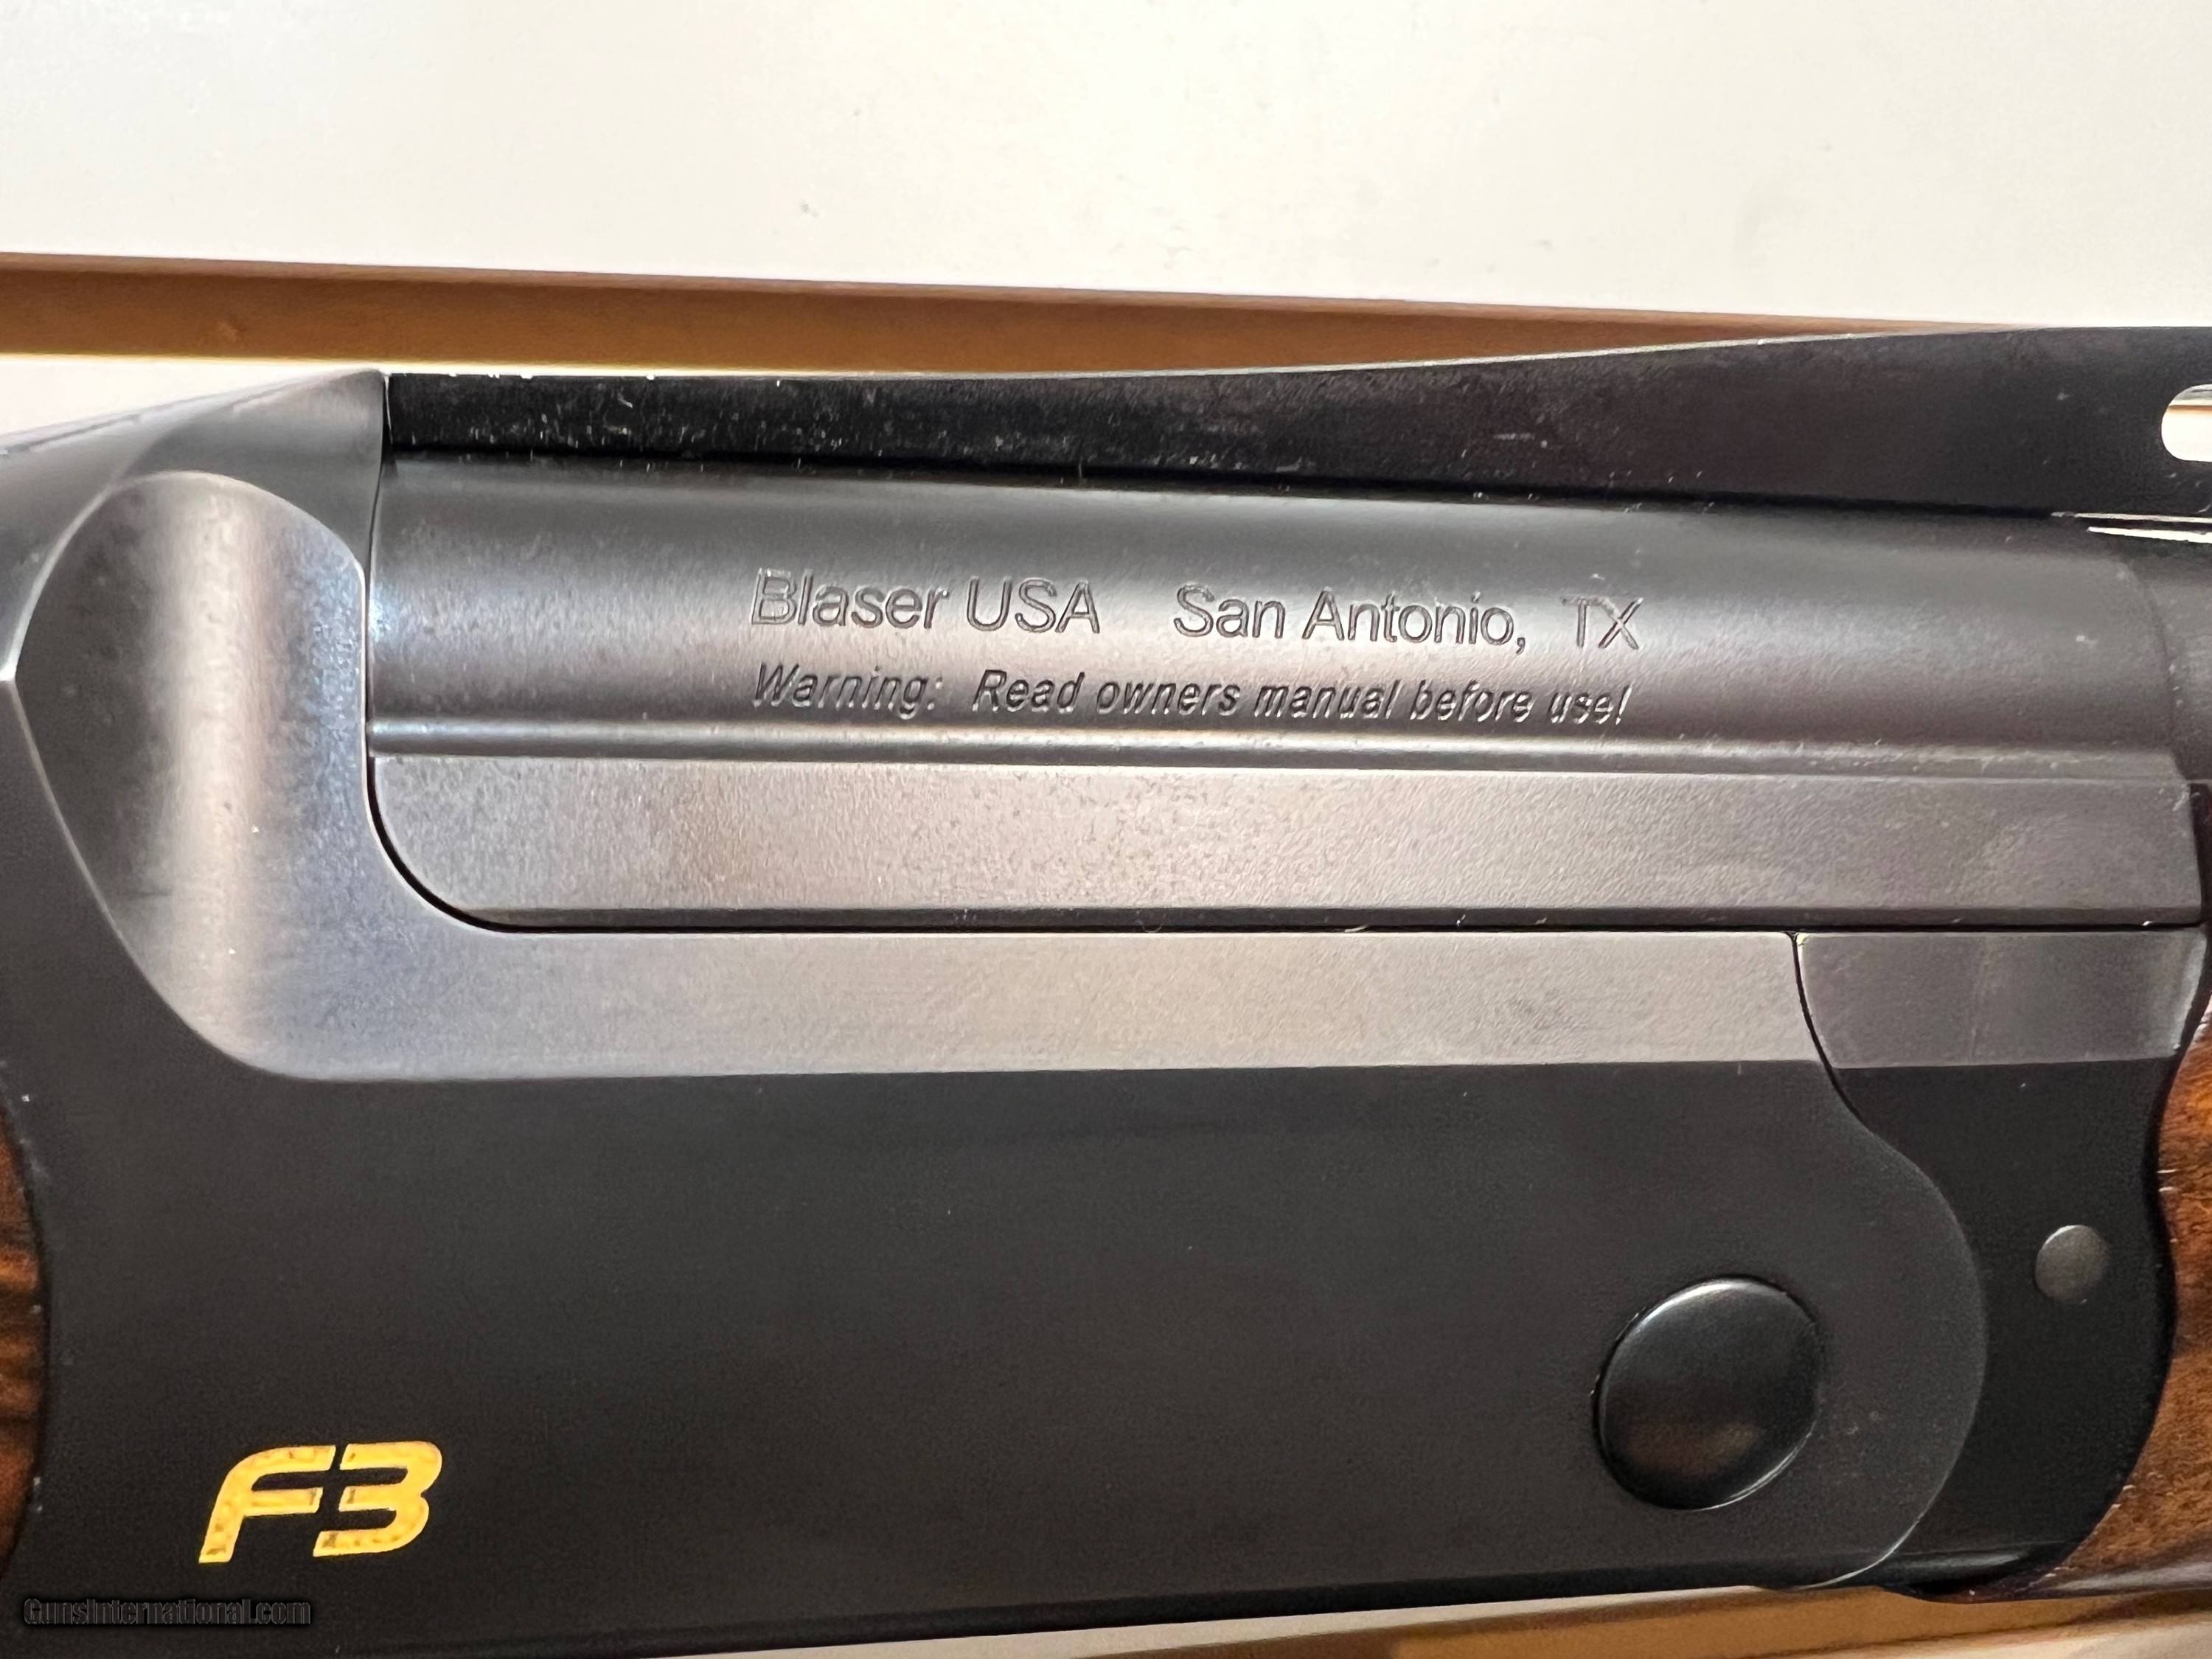 Blaser USA San Antonio, TX
Warning: Read owners manual before use!
F3
GunsInternational.com